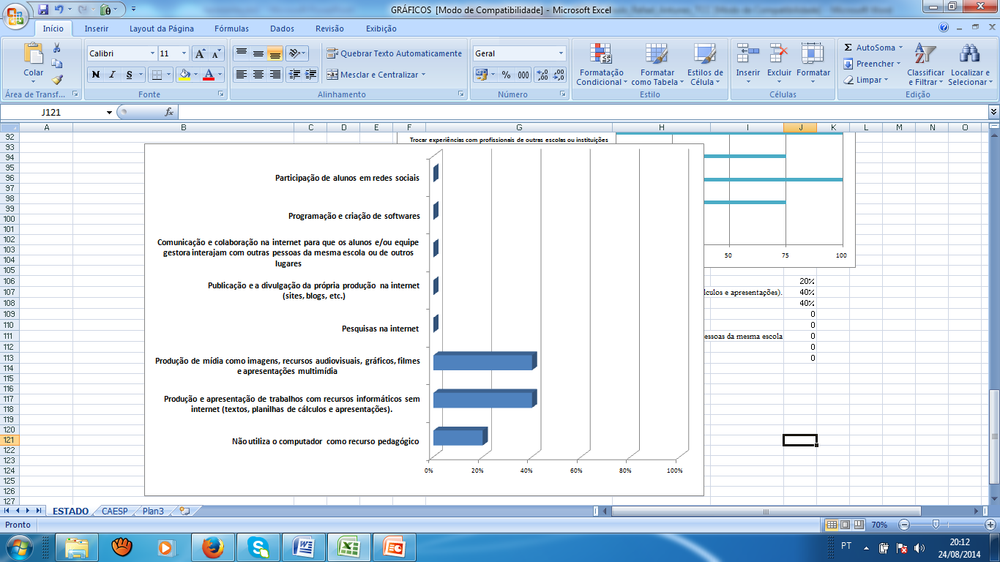 GRÁFICOS [Modo de Compatibilidade] - Microsoft Excel
Início Inserir Layout da Página Fórmulas Dados Revisão Exibição
Colar
Calibri 11
N I S
Quebrar Texto Automaticamente
Mesclar e Centralizar
Geral
% 000
Formatação Condicional
Formatar como Tabela
Estilos de Célula
Inserir Excluir Formatar
Σ AutoSoma
Preencher
Limpar
Classificar e Filtrar
Localizar e Selecionar
Área de Transf... Fonte Alinhamento Número Estilo Células Edição
J121 fx
A B C D E F G H I J K L M N O
92
93
94
95
96
97
98
99
100
101
102
103
104
105
106
107
108
109
110
111
112
113
114
115
116
117
118
119
120
121
122
123
124
125
126
127
Trocar experiências com profissionais de outras escolas ou instituições
50 75 100
Participação de alunos em redes sociais
Programação e criação de softwares
Comunicação e colaboração na internet para que os alunos e/ou equipe
gestora interajam com outras pessoas da mesma escola ou de outros
lugares
Publicação e a divulgação da própria produção na internet
(sites, blogs, etc.)
Pesquisas na internet
Produção de mídia como imagens, recursos audiovisuais, gráficos, filmes
e apresentações multimídia
Produção e apresentação de trabalhos com recursos informáticos sem
internet (textos, planilhas de cálculos e apresentações).
Não utiliza o computador como recurso pedagógico
0% 20% 40% 60% 80% 100%
20%
lculos e apresentações). 40%
40%
0
0
essoas da mesma escola 0
0
0
ESTADO CAESP Plan3
Pronto 70%
PT 20:12
24/08/2014